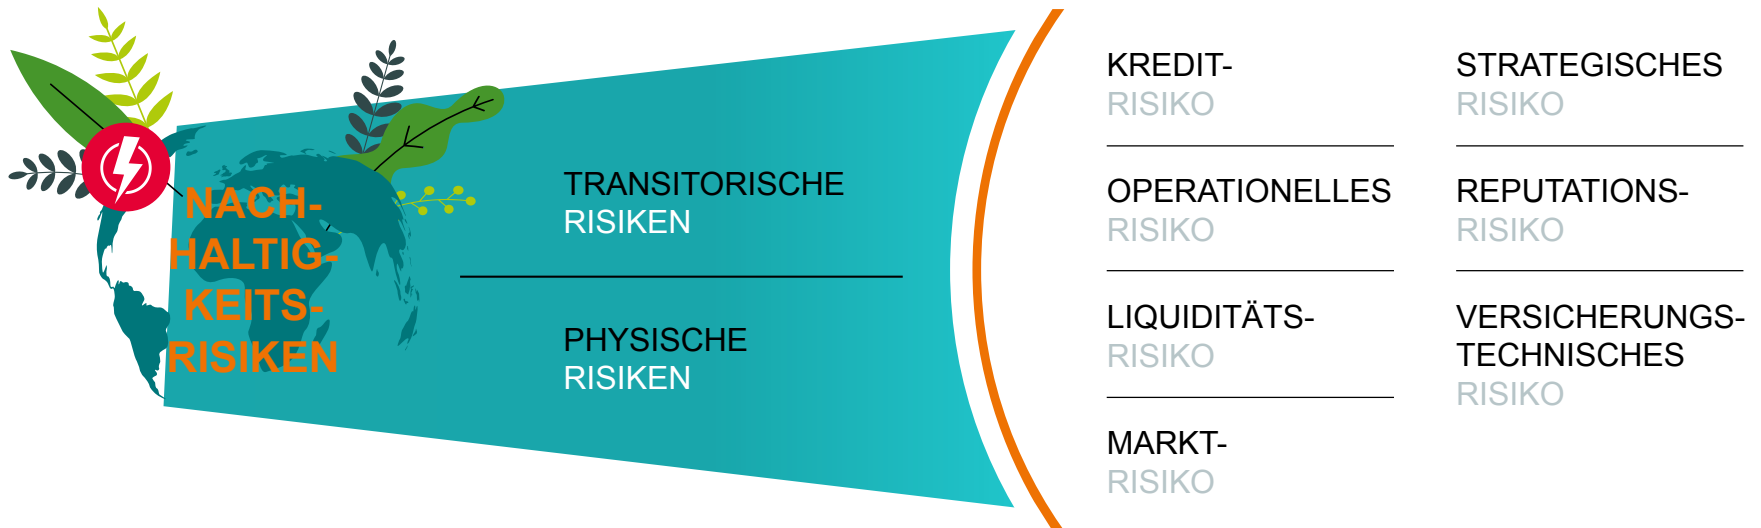 NACH-
HALTIG-
KEITS-
RISIKEN
TRANSITORISCHE
RISIKEN
PHYSISCHE
RISIKEN
KREDIT-
RISIKO
OPERATIONELLES
RISIKO
LIQUIDITÄTS-
RISIKO
MARKT-
RISIKO
STRATEGISCHES
RISIKO
REPUTATIONS-
RISIKO
VERSICHERUNGS-
TECHNISCHES
RISIKO